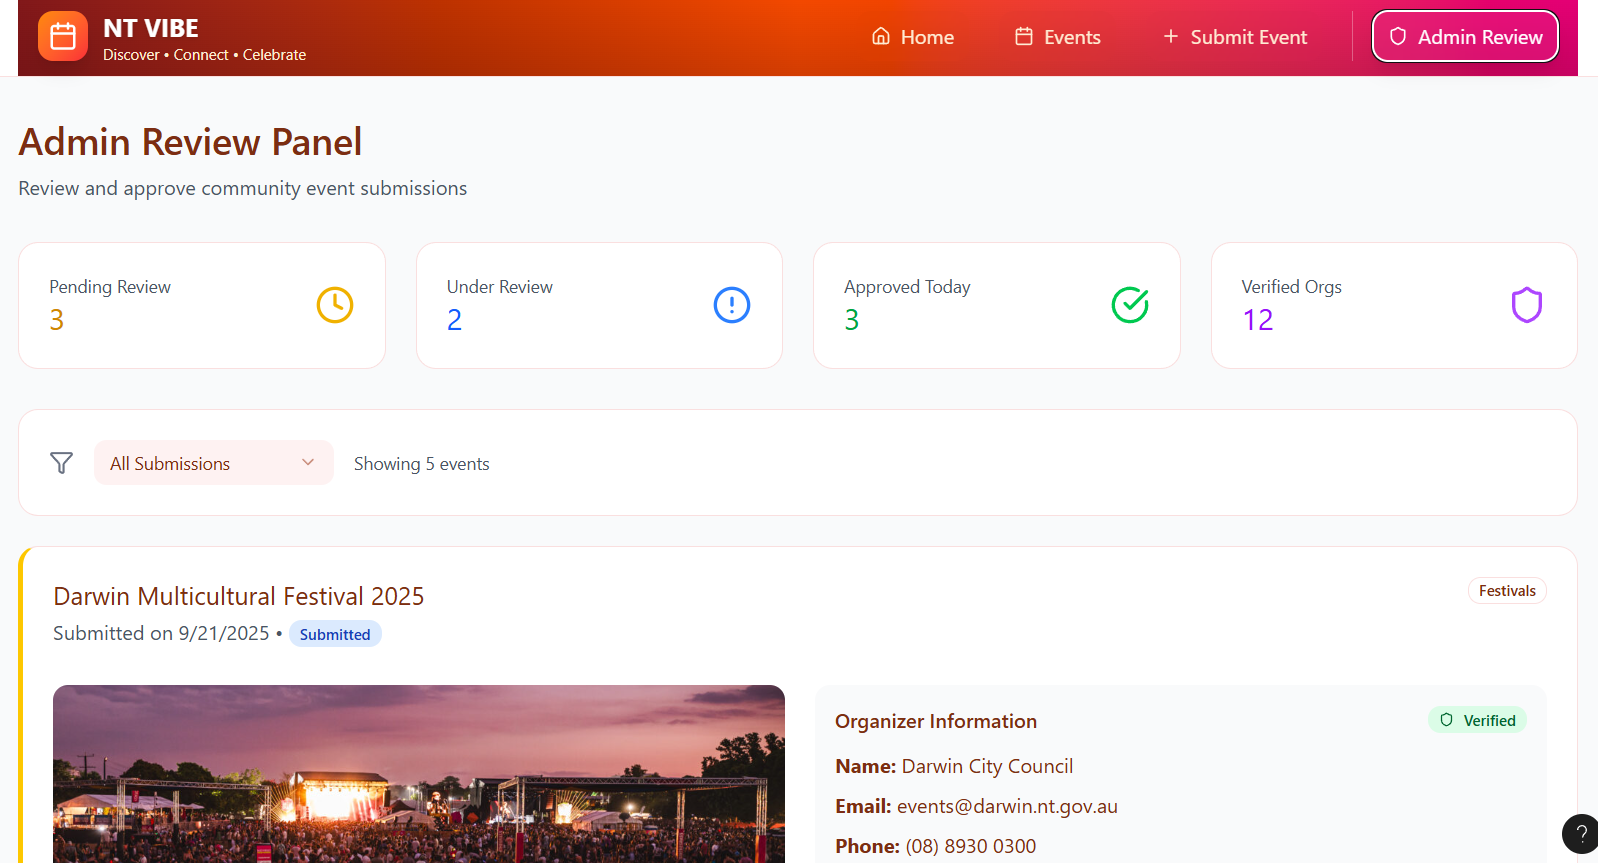 NT VIBE
Discover • Connect • Celebrate
Home
Events
Submit Event
Admin Review
Admin Review Panel
Review and approve community event submissions
Pending Review
3
Under Review
2
Approved Today
3
Verified Orgs
12
All Submissions
Showing 5 events
Darwin Multicultural Festival 2025
Festivals
Submitted on 9/21/2025 • Submitted
Organizer Information
Verified
Name: Darwin City Council
Email: events@darwin.nt.gov.au
Phone: (08) 8930 0300
?